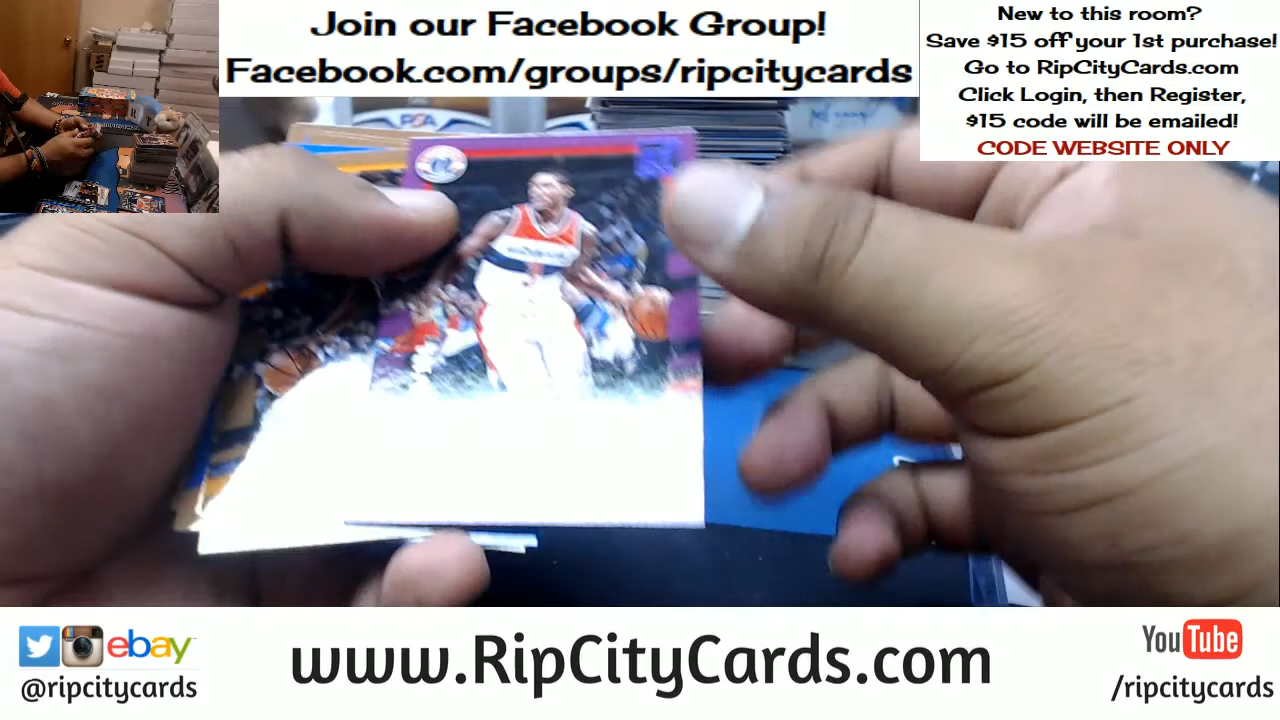 Join our Facebook Group!
Facebook.com/groups/ripcitycards
New to this room?
Save $15 off your 1st purchase!
Go to RipCityCards.com
Click Login, then Register,
$15 code will be emailed!
CODE WEBSITE ONLY
PSA
ebay
@ripcitycards
www.RipCityCards.com
YouTube
/ripcitycards